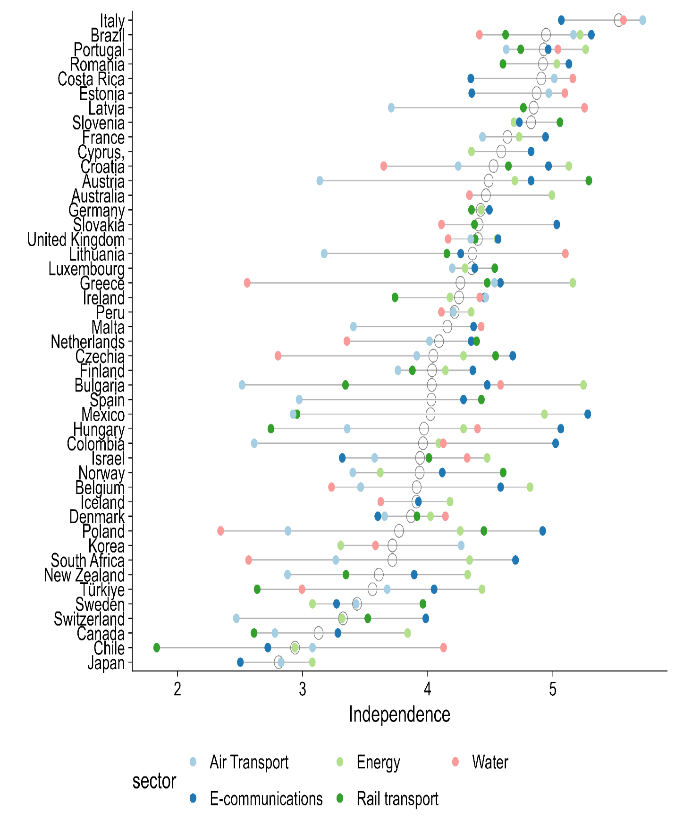 Italy
Brazil
Portugal
Romania
Costa Rica
Estonia
Latvia
Slovenia
France
Cyprus,
Croatia
Austria
Australia
Germany
Slovakia
United Kingdom
Lithuania
Luxembourg
Greece
Ireland
Peru
Malta
Netherlands
Czechia
Finland
Bulgaria
Spain
Mexico
Hungary
Colombia
Israel
Norway
Belgium
Iceland
Denmark
Poland
Korea
South Africa
New Zealand
Türkiye
Sweden
Switzerland
Canada
Chile
Japan
2 3 4 5
Independence
sector
Air Transport Energy Water
E-communications Rail transport